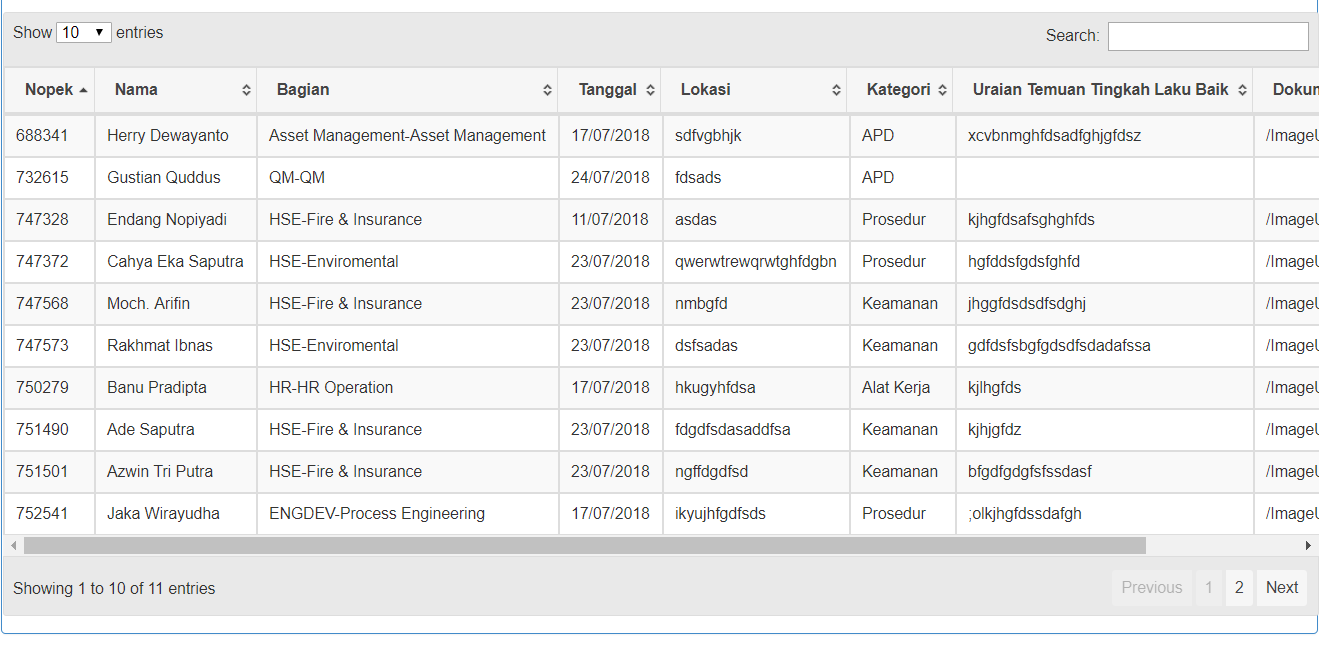 Show 10 entries Search:
Nopek Nama Bagian Tanggal Lokasi Kategori Uraian Temuan Tingkah Laku Baik Dokum
688341 Herry Dewayanto Asset Management-Asset Management 17/07/2018 sdfvgbhjk APD xcvbnmghfdsadfghjgfdsz /ImageU
732615 Gustian Quddus QM-QM 24/07/2018 fdsads APD
747328 Endang Nopiyadi HSE-Fire & Insurance 11/07/2018 asdas Prosedur kjhgfdsafsghghfds /ImageU
747372 Cahya Eka Saputra HSE-Enviromental 23/07/2018 qwerwtrewqrwtghfdgbn Prosedur hgfddsfgdsfghfd /ImageU
747568 Moch. Arifin HSE-Fire & Insurance 23/07/2018 nmbgfd Keamanan jhggfdsdsdfsdghj /ImageU
747573 Rakhmat Ibnas HSE-Enviromental 23/07/2018 dsfsadas Keamanan gdfdsfsbgfgdsdfsdadafssa /ImageU
750279 Banu Pradipta HR-HR Operation 17/07/2018 hkugyhfdsa Alat Kerja kjlhgfds /ImageU
751490 Ade Saputra HSE-Fire & Insurance 23/07/2018 fdgdfsdasaddfsa Keamanan kjhjgfdz /ImageU
751501 Azwin Tri Putra HSE-Fire & Insurance 23/07/2018 ngffdgdfsd Keamanan bfgdfgdgfsfssdasf /ImageU
752541 Jaka Wirayudha ENGDEV-Process Engineering 17/07/2018 ikyujhfgdfsds Prosedur ;olkjhgfdssdafgh /ImageU
Showing 1 to 10 of 11 entries Previous 1 2 Next